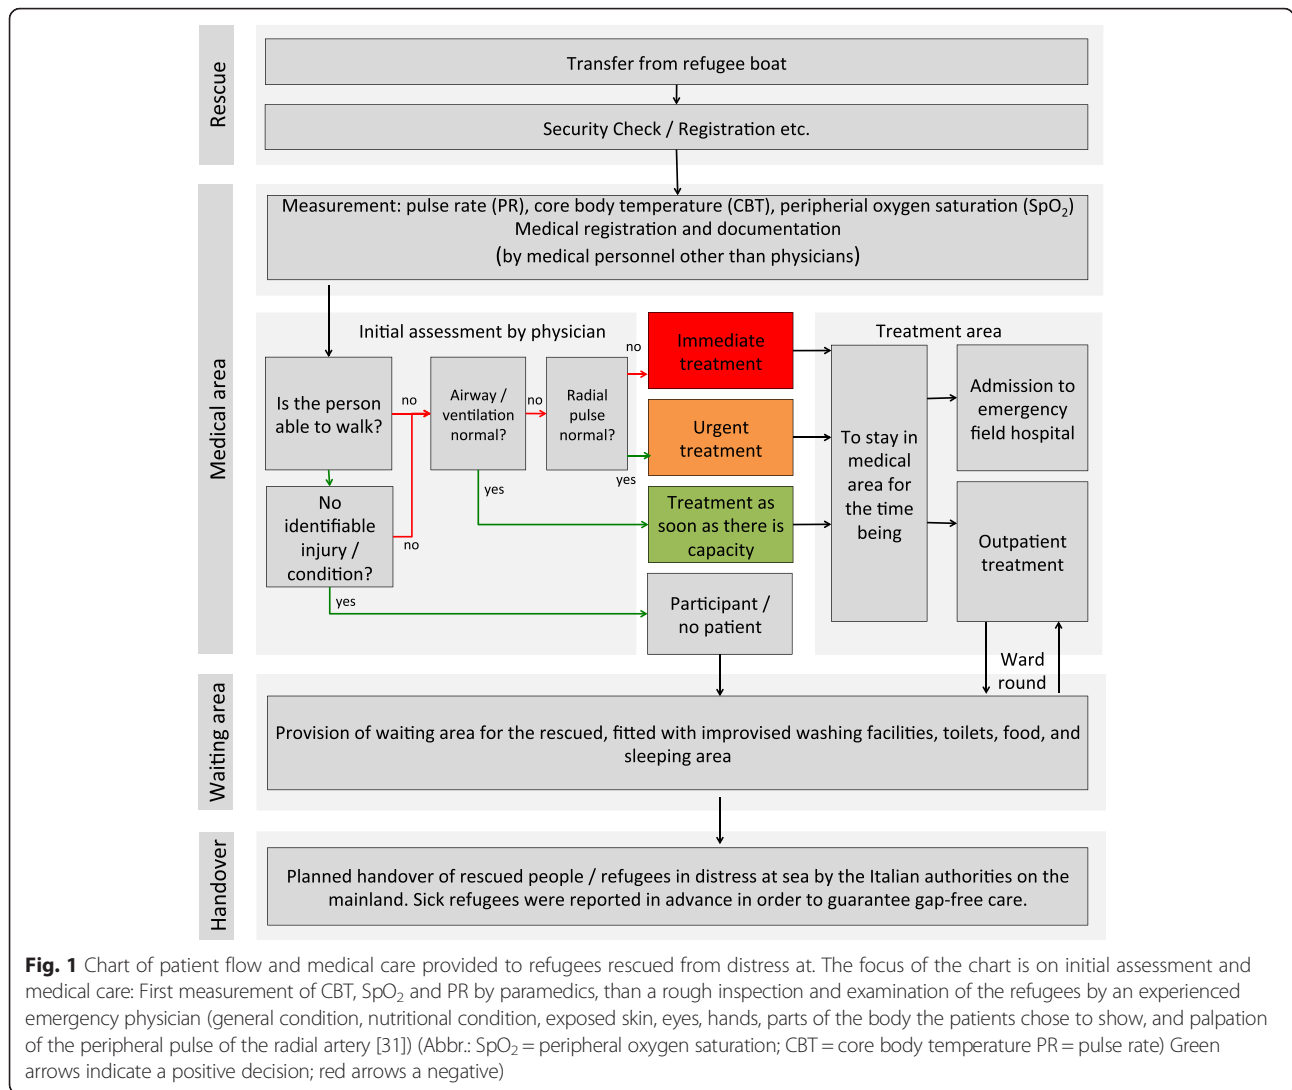 Rescue
Transfer from refugee boat
Security Check / Registration etc.
Medical area
Measurement: pulse rate (PR), core body temperature (CBT), peripherial oxygen saturation (SpO₂)
Medical registration and documentation
(by medical personnel other than physicians)
Initial assessment by physician
Is the person
able to walk?
no
Airway /
ventilation
normal?
no
Radial
pulse
normal?
no
yes
No
identifiable
injury /
condition?
no
yes
yes
Immediate
treatment
Urgent
treatment
Treatment as
soon as there is
capacity
Participant /
no patient
Treatment area
To stay in
medical
area for
the time
being
Admission to
emergency
field hospital
Outpatient
treatment
Ward
round
Waiting area
Provision of waiting area for the rescued, fitted with improvised washing facilities, toilets, food, and
sleeping area
Handover
Planned handover of rescued people / refugees in distress at sea by the Italian authorities on the
mainland. Sick refugees were reported in advance in order to guarantee gap-free care.
Fig. 1 Chart of patient flow and medical care provided to refugees rescued from distress at. The focus of the chart is on initial assessment and
medical care: First measurement of CBT, SpO₂ and PR by paramedics, than a rough inspection and examination of the refugees by an experienced
emergency physician (general condition, nutritional condition, exposed skin, eyes, hands, parts of the body the patients chose to show, and palpation
of the peripheral pulse of the radial artery [31]) (Abbr.: SpO₂ = peripheral oxygen saturation; CBT = core body temperature PR = pulse rate) Green
arrows indicate a positive decision; red arrows a negative)